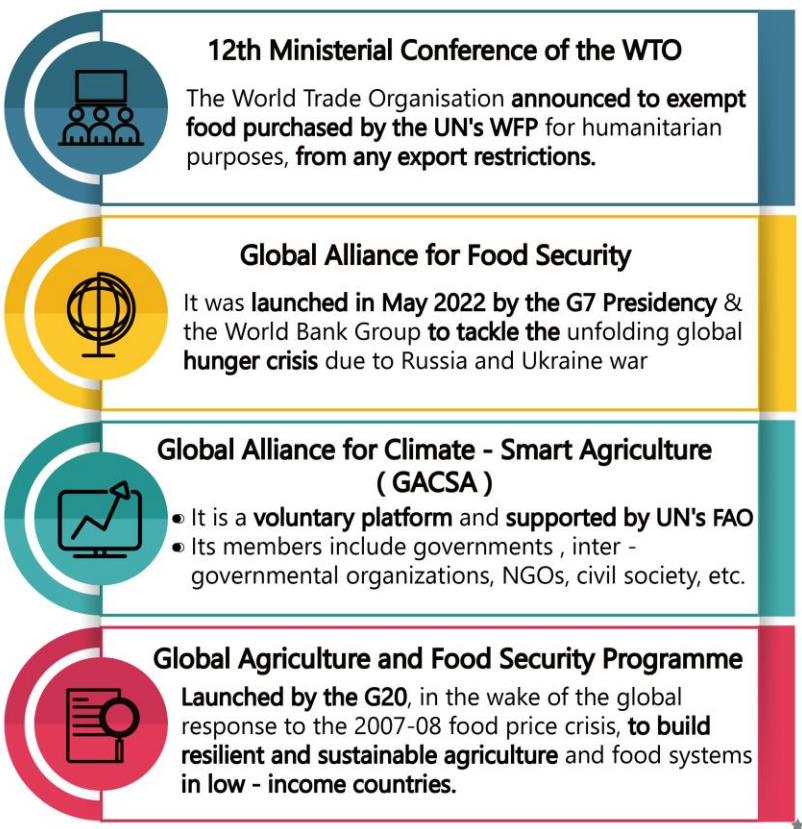 12th Ministerial Conference of the WTO
The World Trade Organisation announced to exempt
food purchased by the UN's WFP for humanitarian
purposes, from any export restrictions.
Global Alliance for Food Security
It was launched in May 2022 by the G7 Presidency &
the World Bank Group to tackle the unfolding global
hunger crisis due to Russia and Ukraine war
Global Alliance for Climate - Smart Agriculture
( GACSA )
• It is a voluntary platform and supported by UN's FAO
• Its members include governments , inter -
governmental organizations, NGOs, civil society, etc.
Global Agriculture and Food Security Programme
Launched by the G20, in the wake of the global
response to the 2007-08 food price crisis, to build
resilient and sustainable agriculture and food systems
in low - income countries.